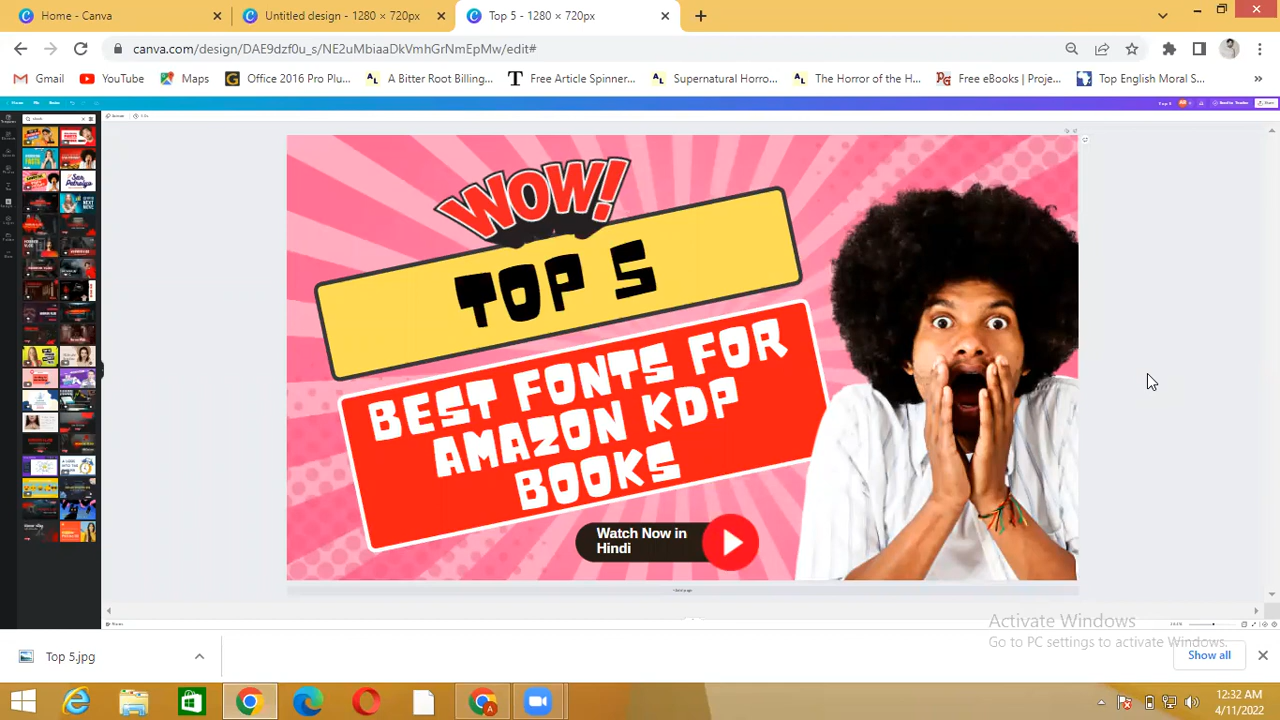 Home - Canva
Untitled design - 1280 × 720px
Top 5 - 1280 × 720px
canva.com/design/DAE9dzf0u_s/NE2uMbiaaDkVmhGrNmEpMw/edit#
Gmail
YouTube
Maps
Office 2016 Pro Plu...
A Bitter Root Billing...
Free Article Spinner...
Supernatural Horro...
The Horror of the H...
Free eBooks | Proje...
Top English Moral S...
»
WOW!
TOP 5
BEST FONTS FOR
AMAZON KDP
BOOKS
Watch Now in
Hindi
Activate Windows
Go to PC settings to activate Windows.
Top 5.jpg
Show all
12:32 AM
4/11/2022